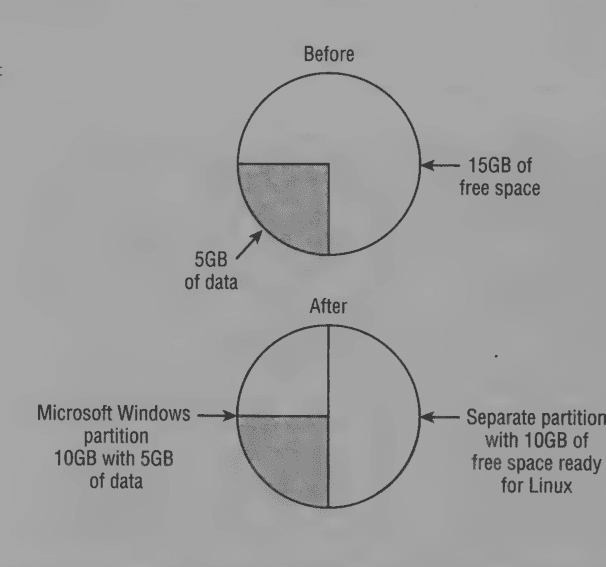 Before
15GB of
free space
5GB
of data
After
Microsoft Windows
partition
10GB with 5GB
of data
Separate partition
with 10GB of
free space ready
for Linux